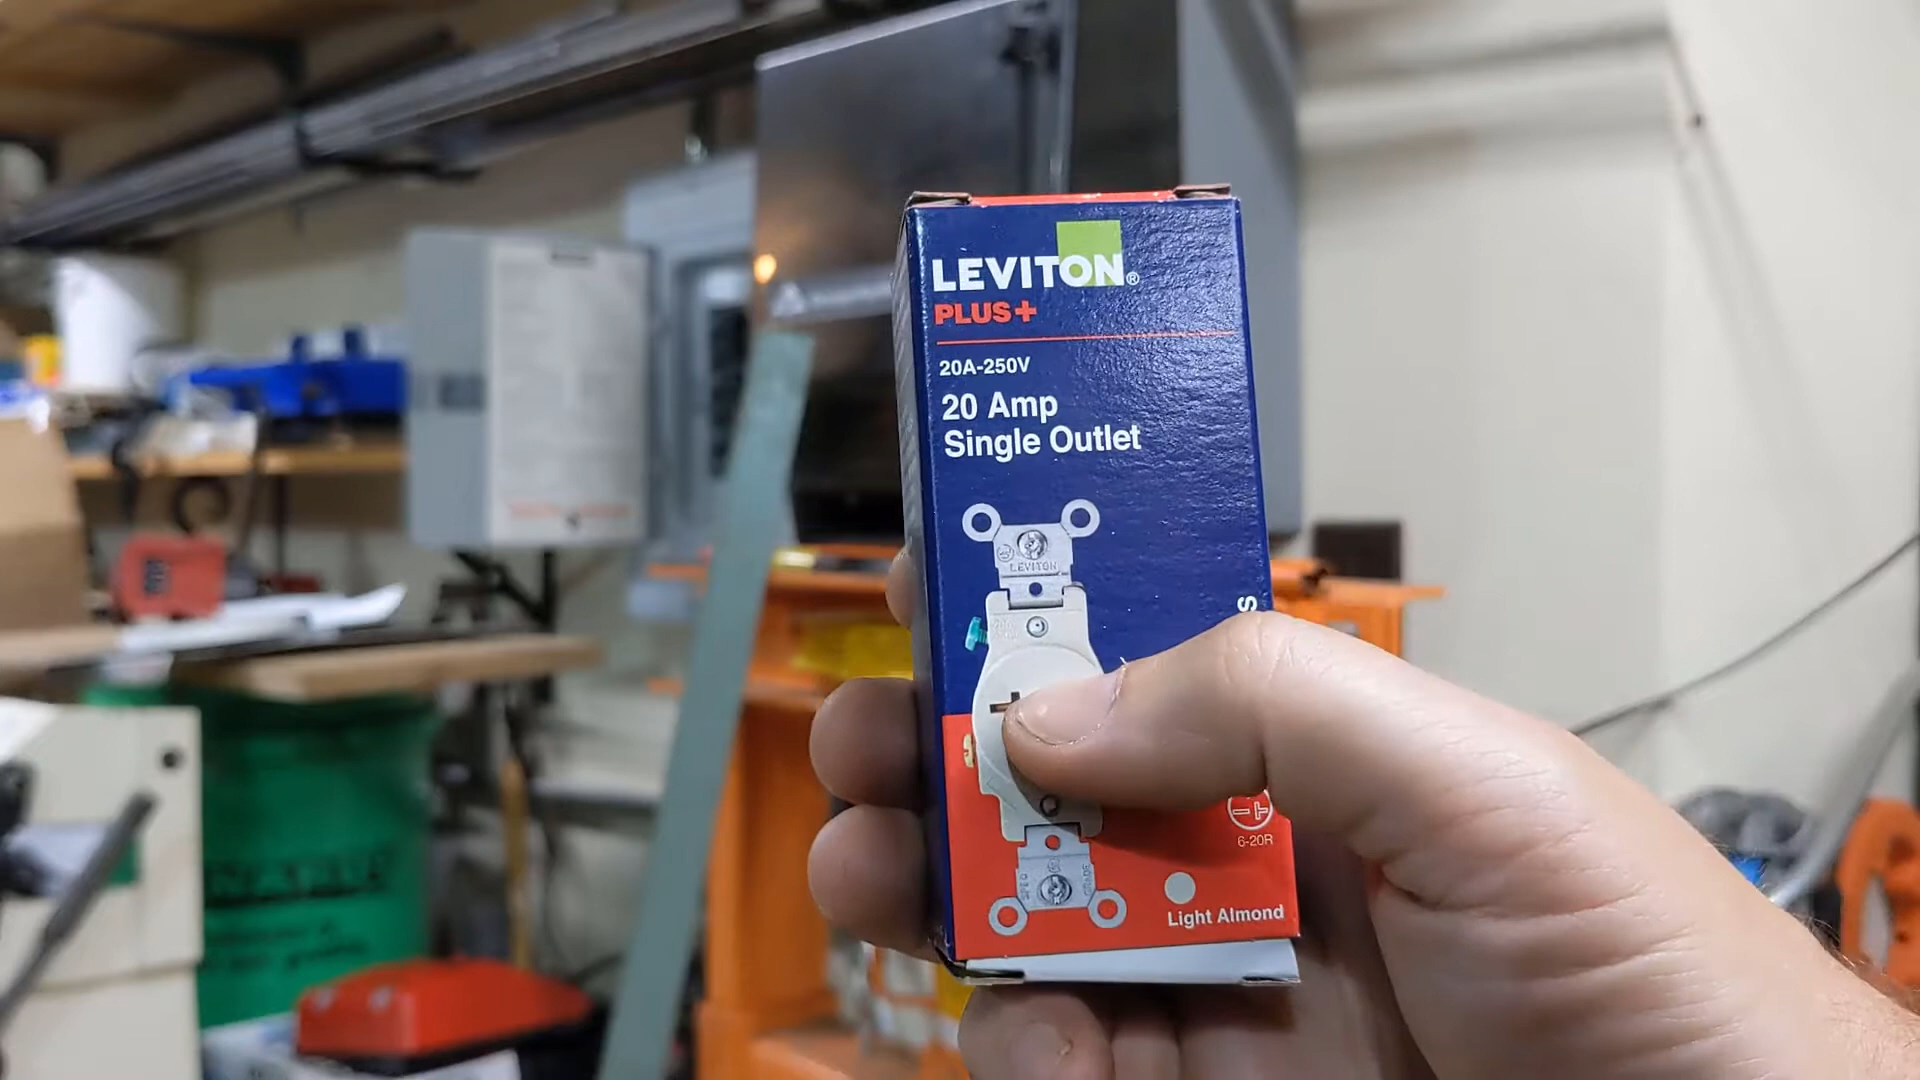 LEVITON®
PLUS+
20A-250V
20 Amp
Single Outlet
LEVITON
S
6-20R
Light Almond